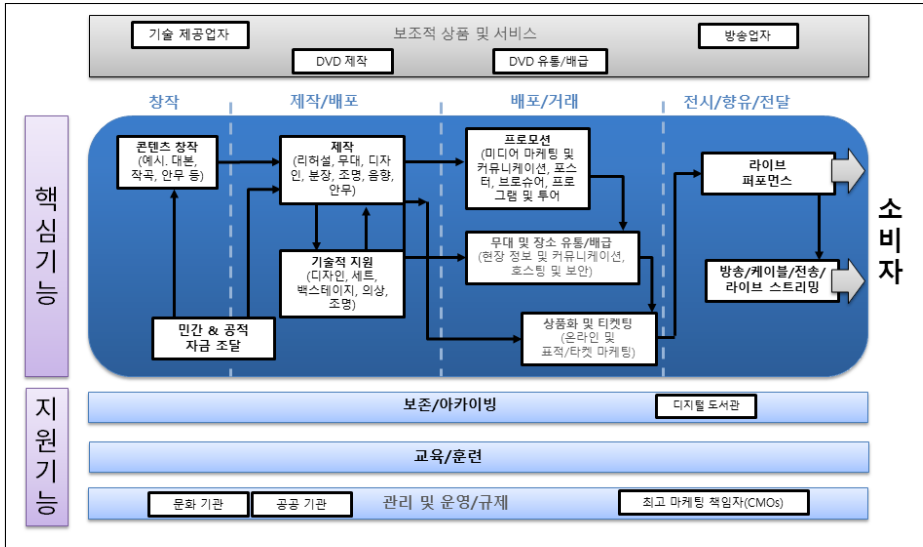 보조적 상품 및 서비스
기술 제공업자
방송업자
DVD 제작
DVD 유통/배급
창작
제작/배포
배포/거래
전시/향유/전달
핵심기능
콘텐츠 창작
(예시. 대본,
작곡, 안무 등)
제작
(리허설, 무대, 디자
인, 분장, 조명, 음향,
안무)
프로모션
(미디어 마케팅 및
커뮤니케이션, 포스
터, 브로슈어, 프로
그램 및 투어
라이브
퍼포먼스
소비자
기술적 지원
(디자인, 세트,
백스테이지, 의상,
조명)
무대 및 장소 유통/배급
(현장 정보 및 커뮤니케이션,
호스팅 및 보안)
방송/케이블/전송/
라이브 스트리밍
민간 & 공적
자금 조달
상품화 및 티켓팅
(온라인 및
표적/타켓 마케팅)
지원기능
보존/아카이빙
디지털 도서관
교육/훈련
문화 기관
공공 기관
관리 및 운영/규제
최고 마케팅 책임자(CMOs)